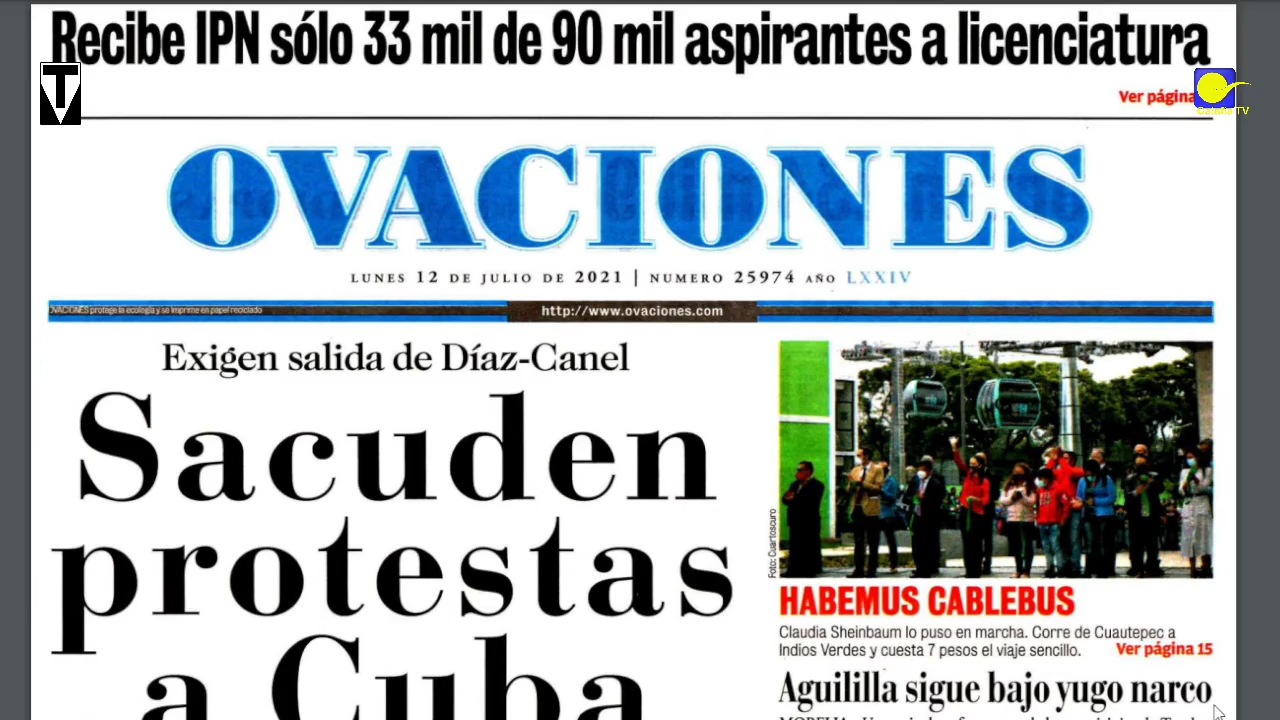 Recibe IPN sólo 33 mil de 90 mil aspirantes a licenciatura
Ver página
TV
OVACIONES
LUNES 12 DE JULIO DE 2021 | NUMERO 25974 AÑO LXXIV
OVACIONES protege la ecología y se imprime en papel reciclado
http://www.ovaciones.com
Exigen salida de Díaz-Canel
Sacuden
protestas
a Cuba
Foto: Cuartoscuro
HABEMUS CABLEBUS
Claudia Sheinbaum lo puso en marcha. Corre de Cuautepec a
Indios Verdes y cuesta 7 pesos el viaje sencillo.
Ver página 15
Aguililla sigue bajo yugo narco